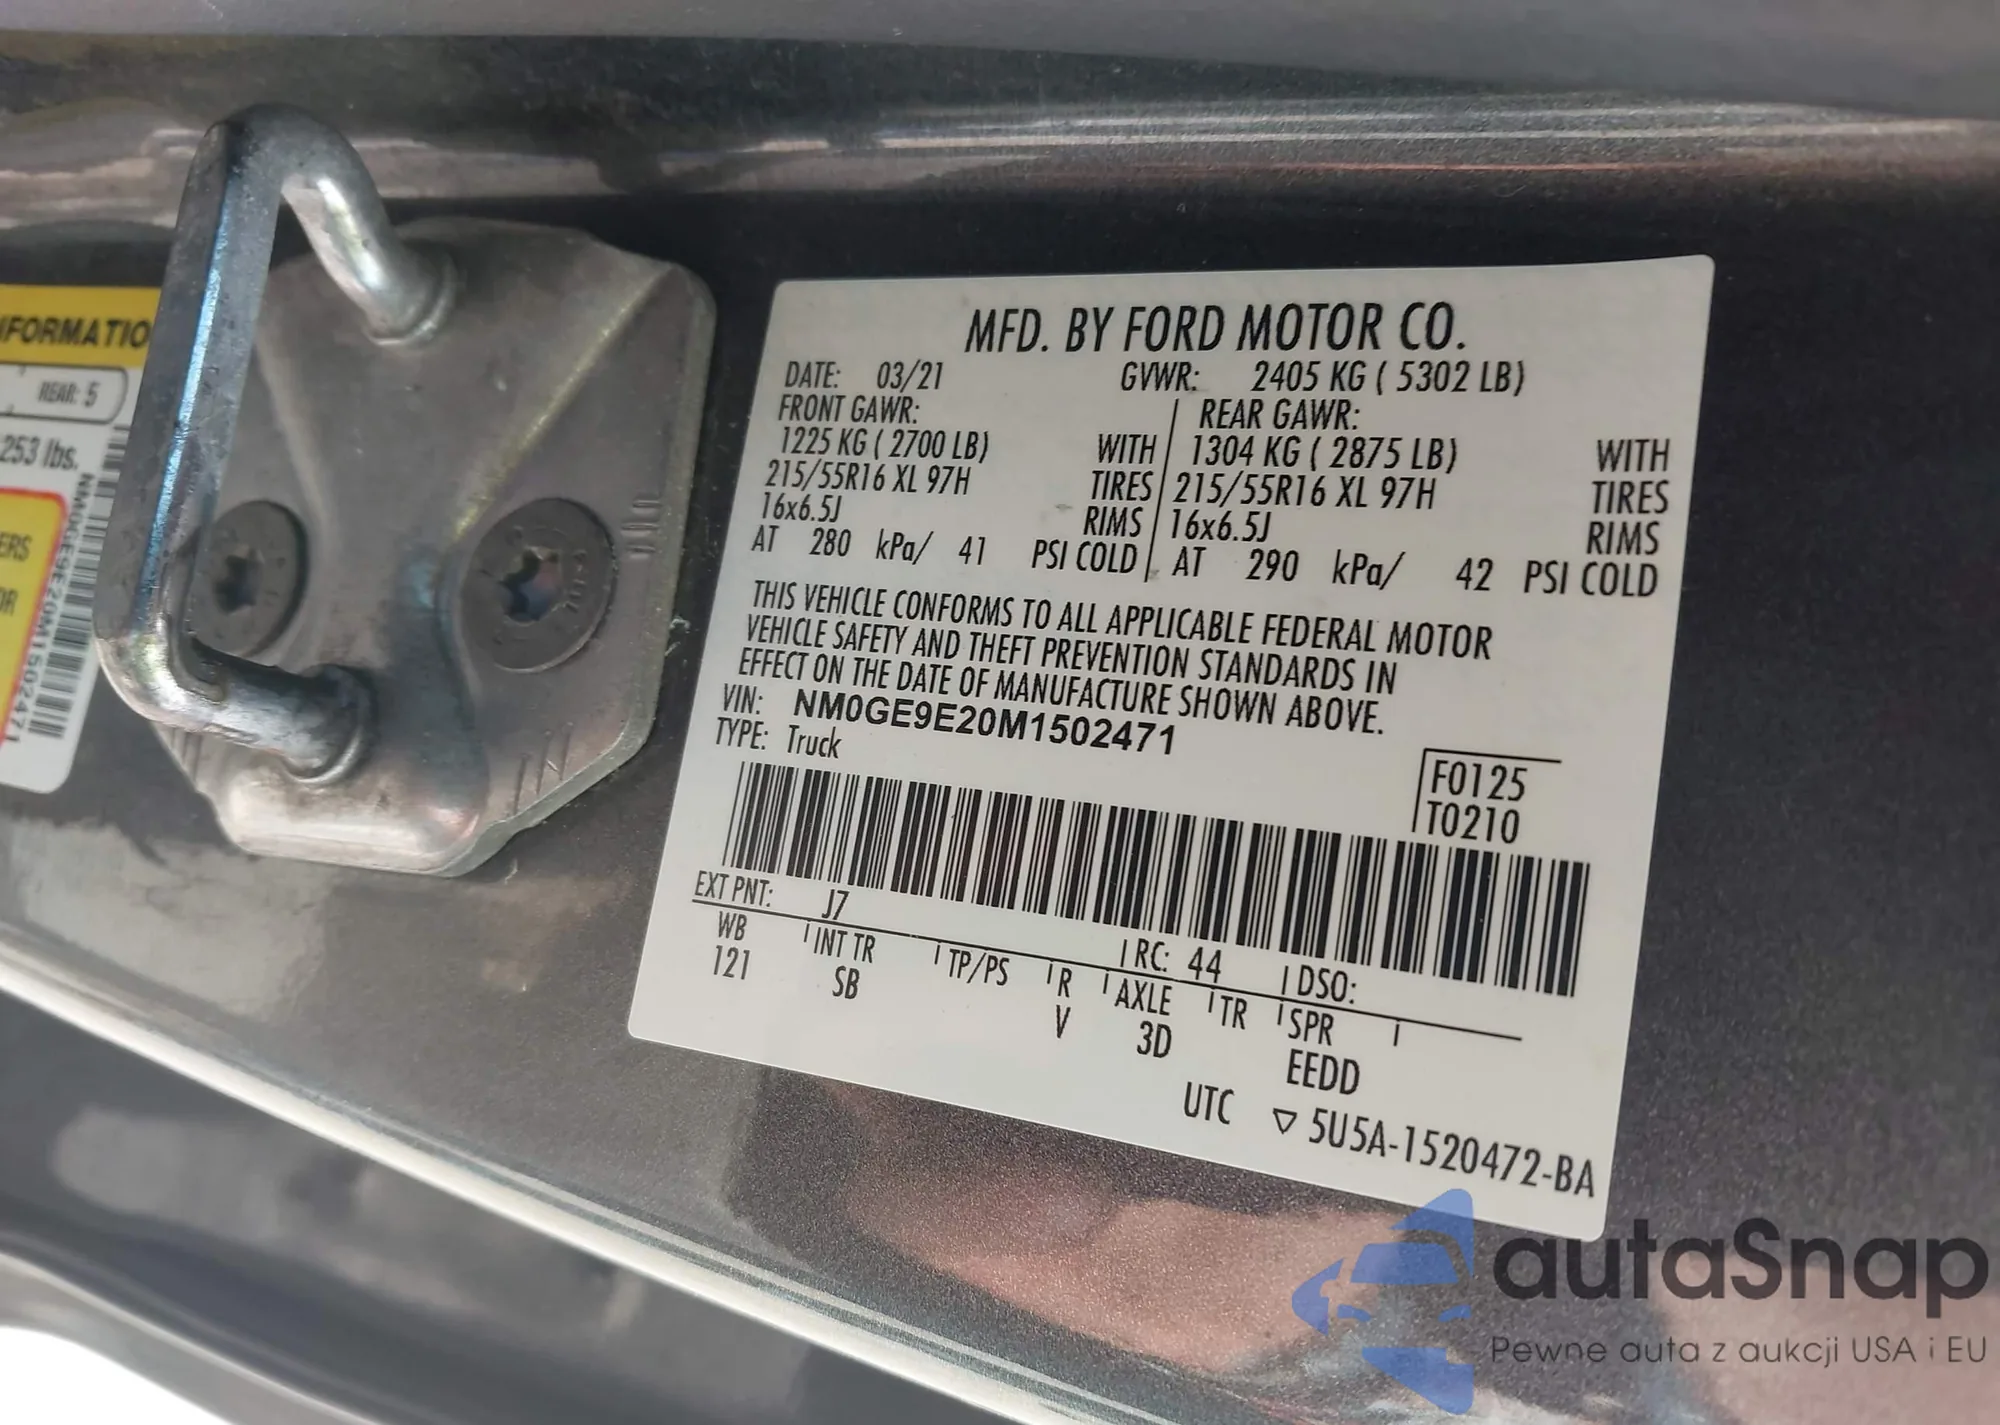 NFORMATIO
REAR: 5
253 lbs.
ERS
OR
NM0GE9E20M1502471
MFD. BY FORD MOTOR CO.
DATE: 03/21 GVWR: 2405 KG ( 5302 LB)
FRONT GAWR: REAR GAWR:
1225 KG ( 2700 LB) WITH 1304 KG ( 2875 LB) WITH
215/55R16 XL 97H TIRES 215/55R16 XL 97H TIRES
16x6.5J RIMS 16x6.5J RIMS
AT 280 kPa/ 41 PSI COLD AT 290 kPa/ 42 PSI COLD
THIS VEHICLE CONFORMS TO ALL APPLICABLE FEDERAL MOTOR
VEHICLE SAFETY AND THEFT PREVENTION STANDARDS IN
EFFECT ON THE DATE OF MANUFACTURE SHOWN ABOVE.
VIN: NM0GE9E20M1502471
TYPE: Truck
F0125
T0210
EXT PNT: J7 RC: 44 DSO:
WB INT TR TP/PS R AXLE TR SPR
121 SB V 3D EEDD
UTC ▽ 5U5A-1520472-BA
autaSnap
Pewne auta z aukcji USA i EU